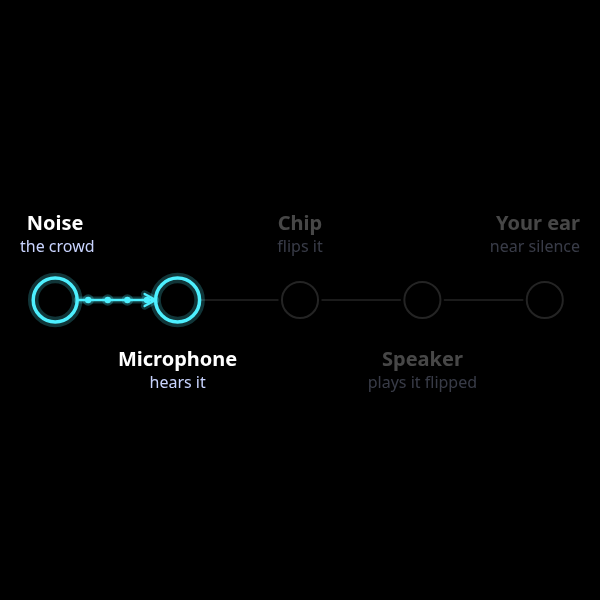 Noise
the crowd
Microphone
hears it
Chip
flips it
Speaker
plays it flipped
Your ear
near silence